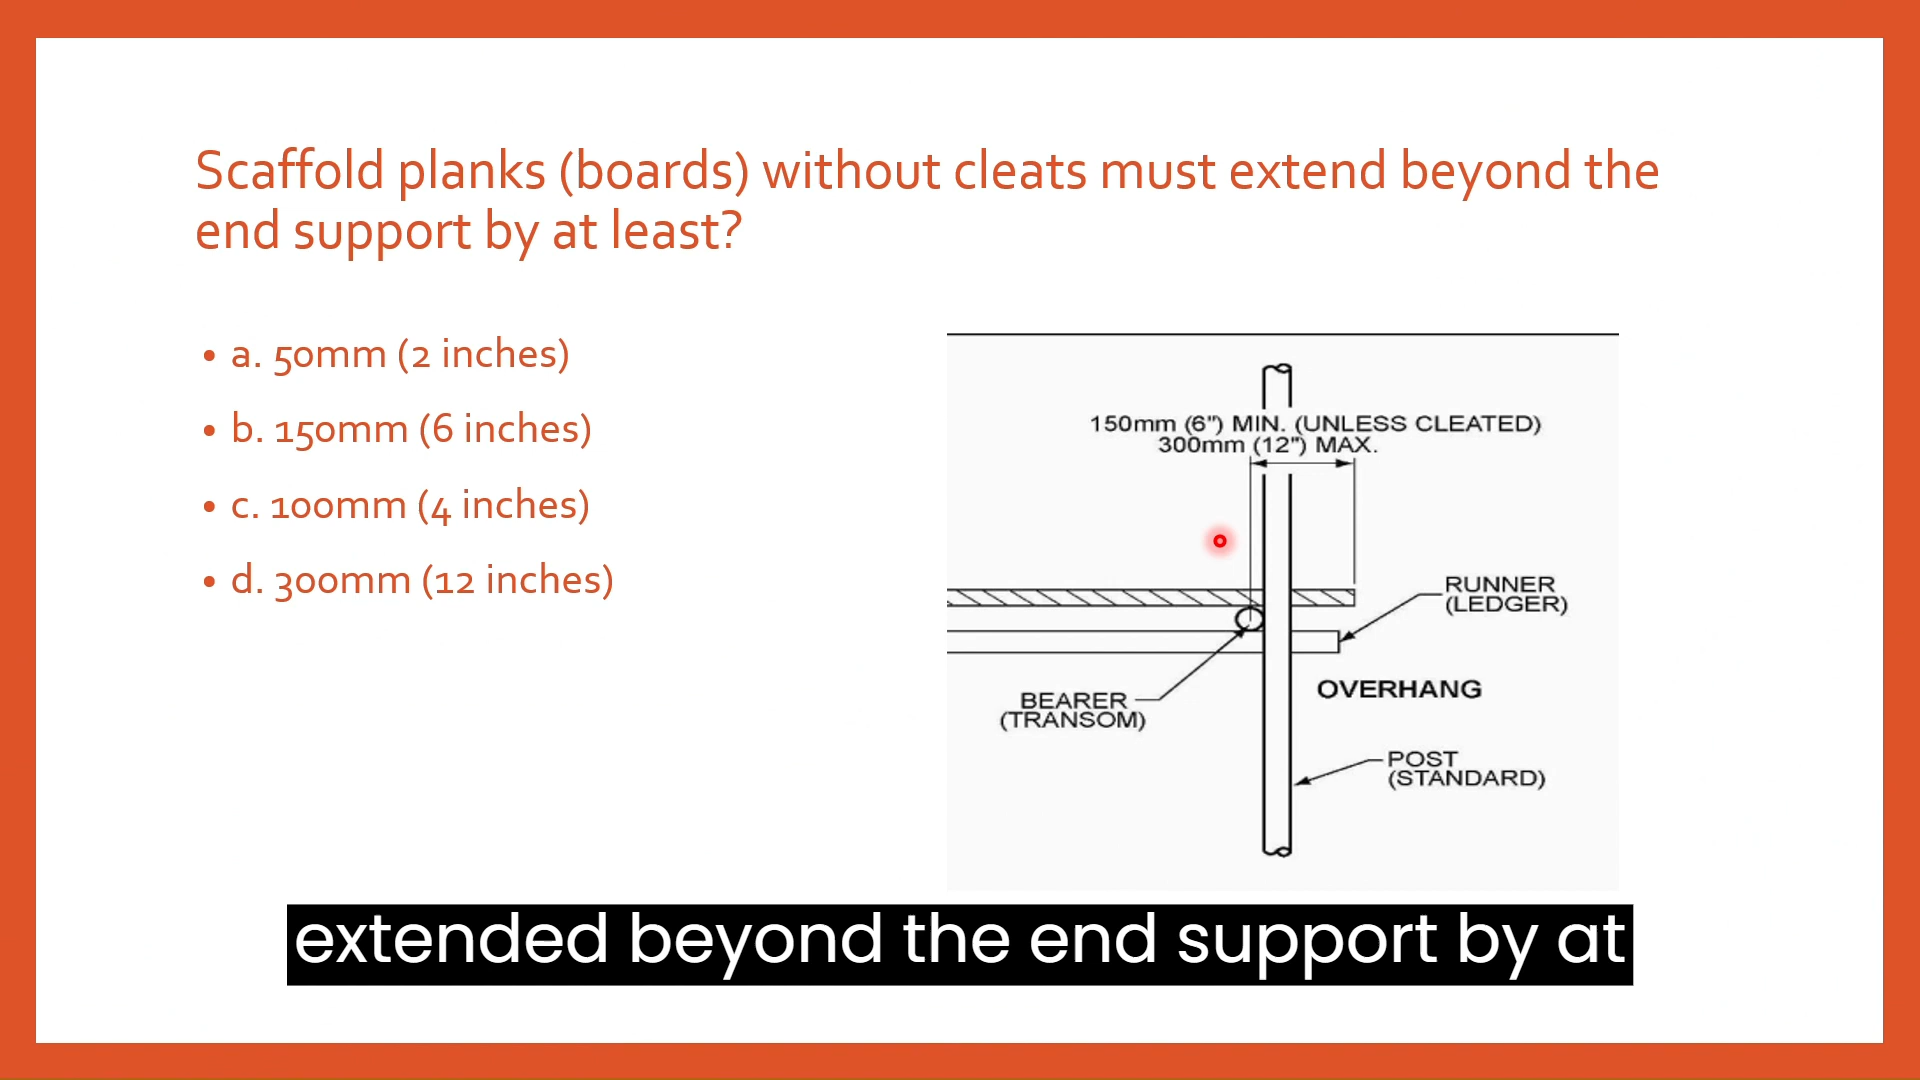 Scaffold planks (boards) without cleats must extend beyond the
end support by at least?
• a. 50mm (2 inches)
• b. 150mm (6 inches)
• c. 100mm (4 inches)
• d. 300mm (12 inches)
150mm (6") MIN. (UNLESS CLEATED)
300mm (12") MAX.
RUNNER
(LEDGER)
OVERHANG
BEARER
(TRANSOM)
POST
(STANDARD)
extended beyond the end support by at